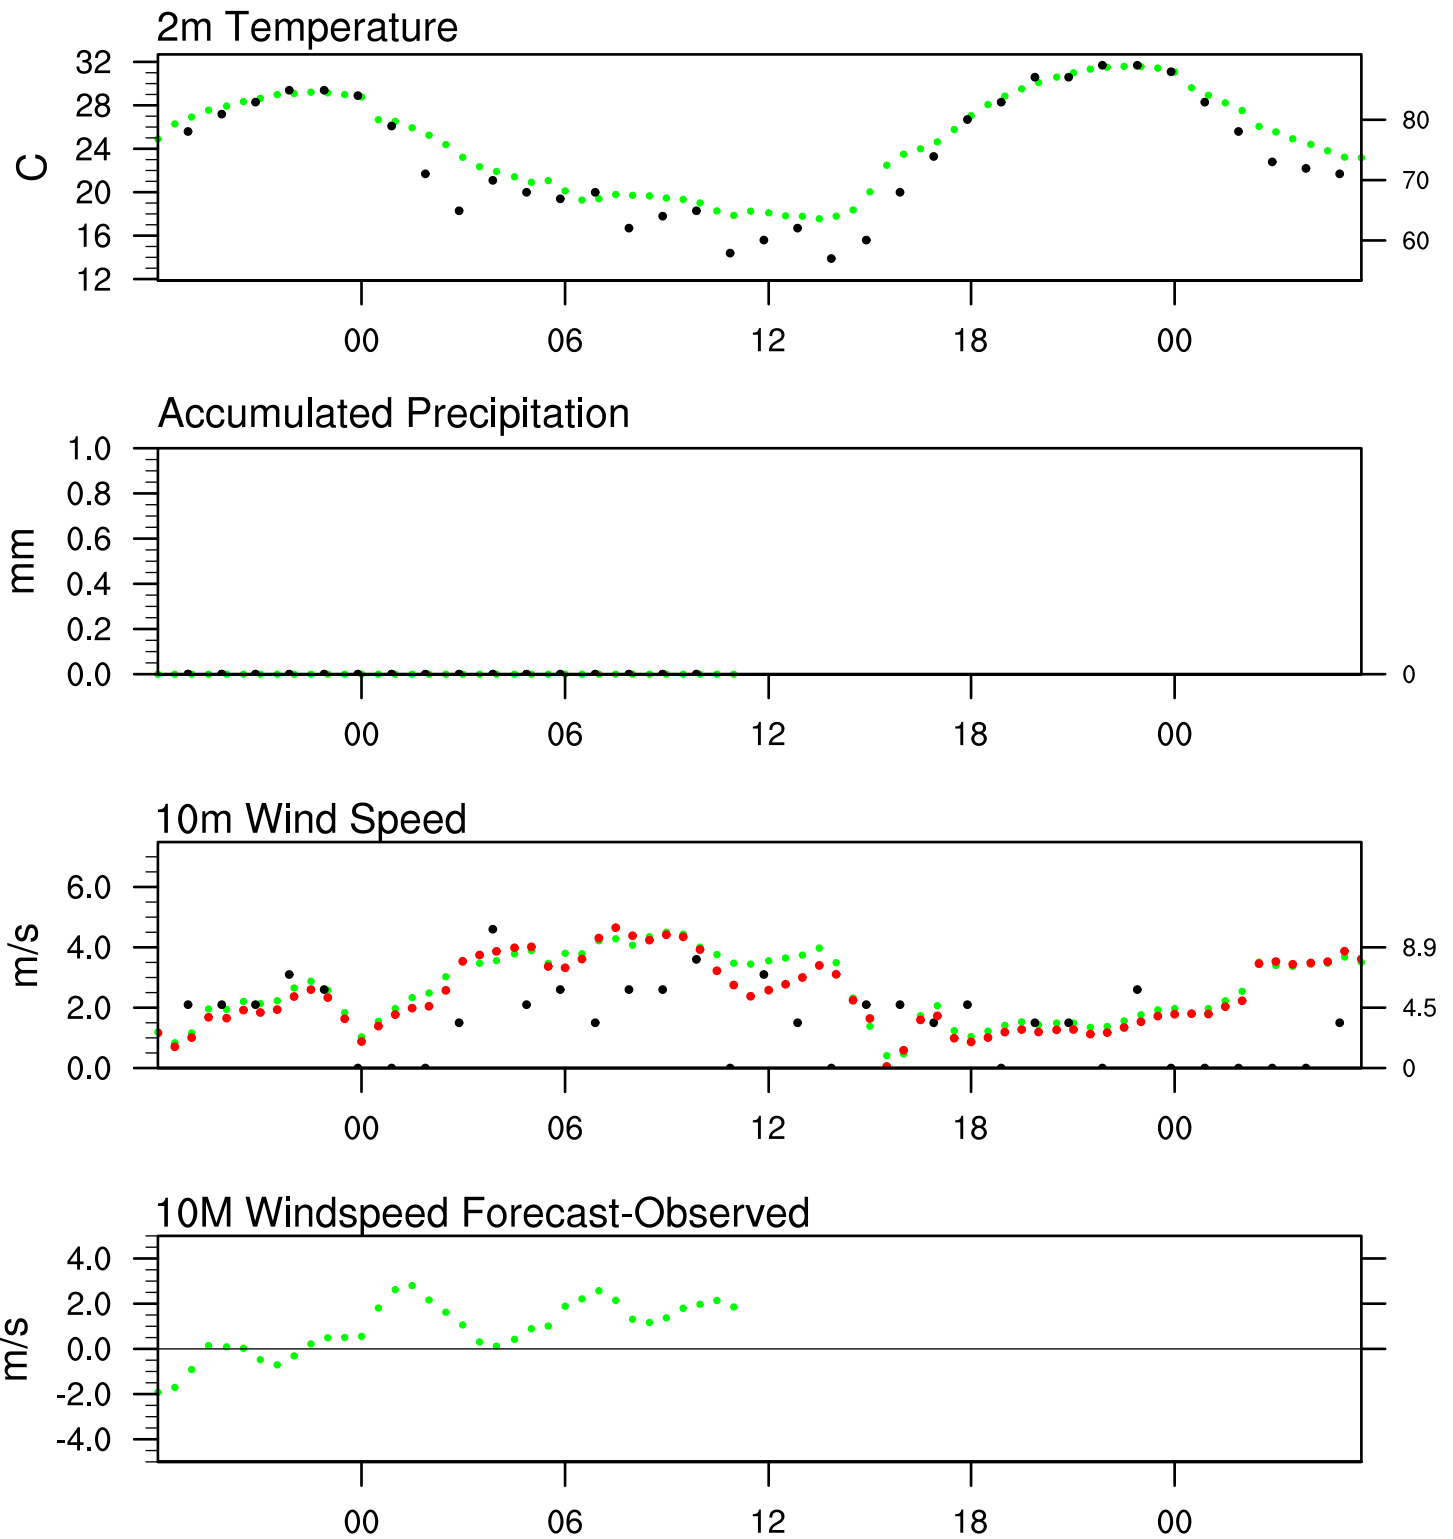 2m Temperature
32
28
24
20
16
12
C
80
70
60
00 06 12 18 00
Accumulated Precipitation
1.0
0.8
0.6
0.4
0.2
0.0
mm
0
00 06 12 18 00
10m Wind Speed
6.0
4.0
2.0
0.0
m/s
8.9
4.5
0
00 06 12 18 00
10M Windspeed Forecast-Observed
4.0
2.0
0.0
-2.0
-4.0
m/s
00 06 12 18 00